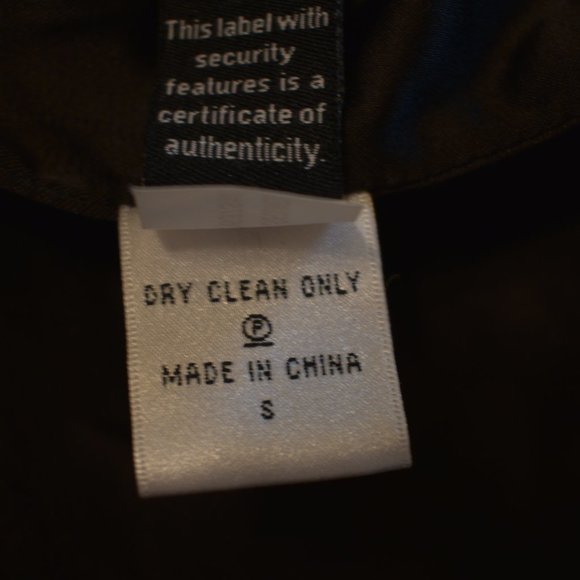 This label with
security
features is a
certificate of
authenticity.
DRY CLEAN ONLY
P
MADE IN CHINA
S